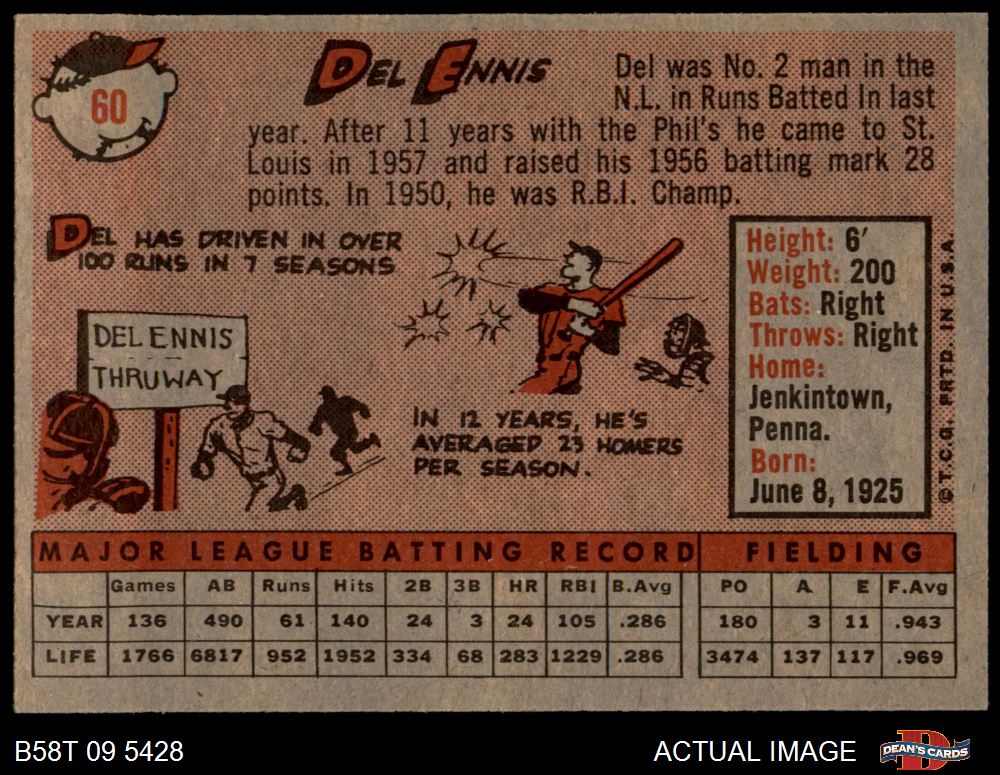 60
DEL ENNIS
Del was No. 2 man in the
N.L. in Runs Batted In last
year. After 11 years with the Phil's he came to St.
Louis in 1957 and raised his 1956 batting mark 28
points. In 1950, he was R.B.I. Champ.
DEL HAS DRIVEN IN OVER
100 RUNS IN 7 SEASONS
DEL ENNIS
THRUWAY
IN 12 YEARS, HE'S
AVERAGED 23 HOMERS
PER SEASON.
Height: 6'
Weight: 200
Bats: Right
Throws: Right
Home:
Jenkintown,
Penna.
Born:
June 8, 1925
© T.C.G. PRTD. IN U.S.A.
MAJOR LEAGUE BATTING RECORD FIELDING
Games AB Runs Hits 2B 3B HR RBI B.Avg PO A E F.Avg
YEAR 136 490 61 140 24 3 24 105 .286 180 3 11 .943
LIFE 1766 6817 952 1952 334 68 283 1229 .286 3474 137 117 .969
B58T 09 5428 ACTUAL IMAGE DEAN'S CARDS